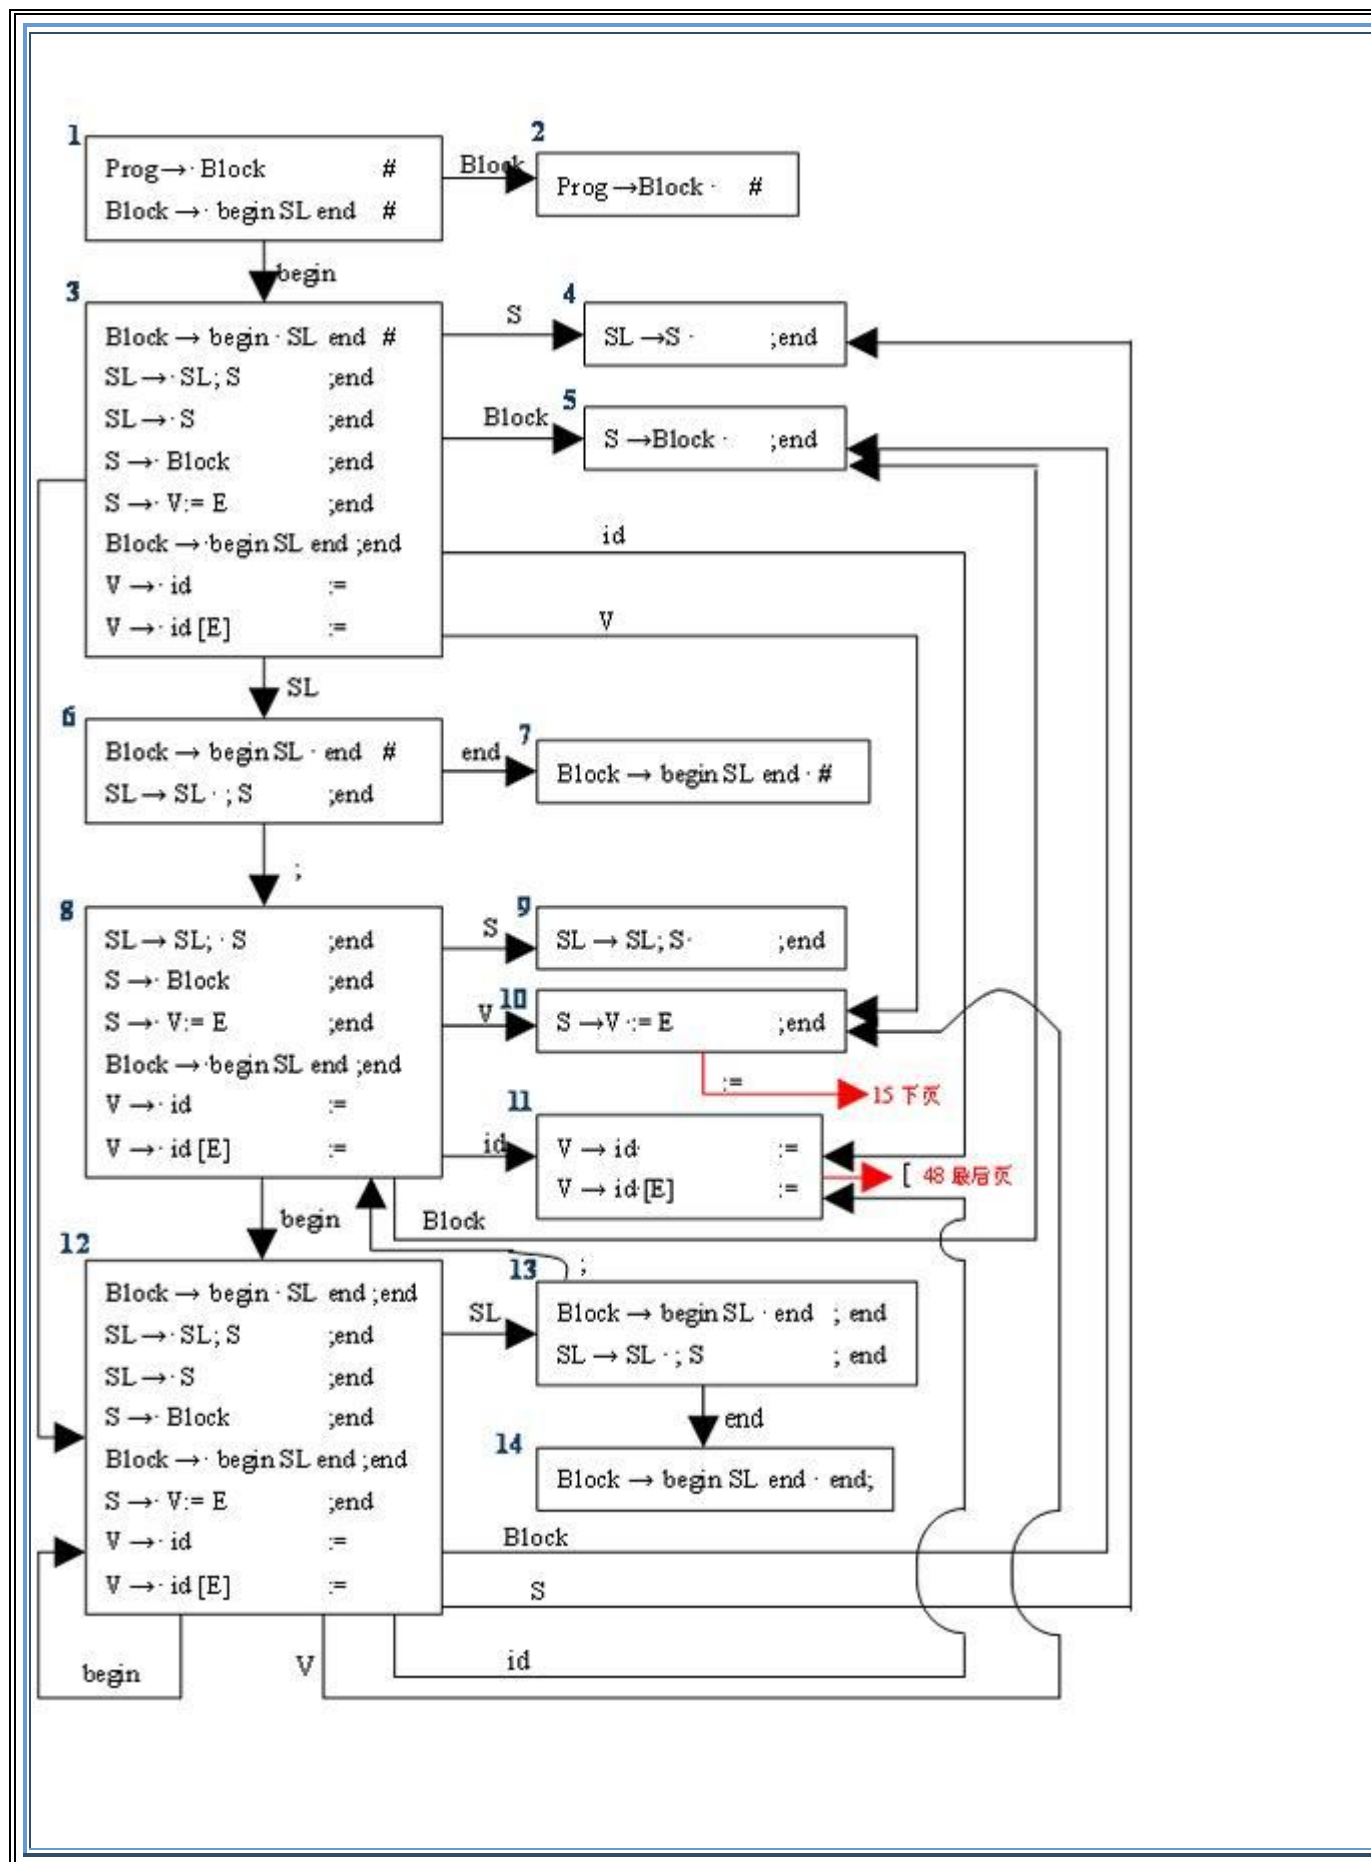 1
Prog→·Block #
Block→·begin SL end #
Block
2
Prog→Block· #
begin
3
Block→begin·SL end #
SL→·SL; S ;end
SL→·S ;end
S→·Block ;end
S→·V:= E ;end
Block→·begin SL end ;end
V→·id :=
V→·id [E] :=
S
4
SL→S· ;end
Block
5
S→Block· ;end
id
V
SL
6
Block→begin SL·end #
SL→SL·; S ;end
end
7
Block→begin SL end·#
;
8
SL→SL;·S ;end
S→·Block ;end
S→·V:= E ;end
Block→·begin SL end ;end
V→·id :=
V→·id [E] :=
S
9
SL→SL; S· ;end
V
10
S→V·:= E ;end
:=
15 下页
id
11
V→id· :=
V→id·[E] :=
[ 48 最后页
begin
Block
;
12
Block→begin·SL end ;end
SL→·SL; S ;end
SL→·S ;end
S→·Block ;end
Block→·begin SL end ;end
S→·V:= E ;end
V→·id :=
V→·id [E] :=
SL
13
Block→begin SL·end ; end
SL→SL·; S ; end
end
14
Block→begin SL end·end;
Block
S
id
V
begin